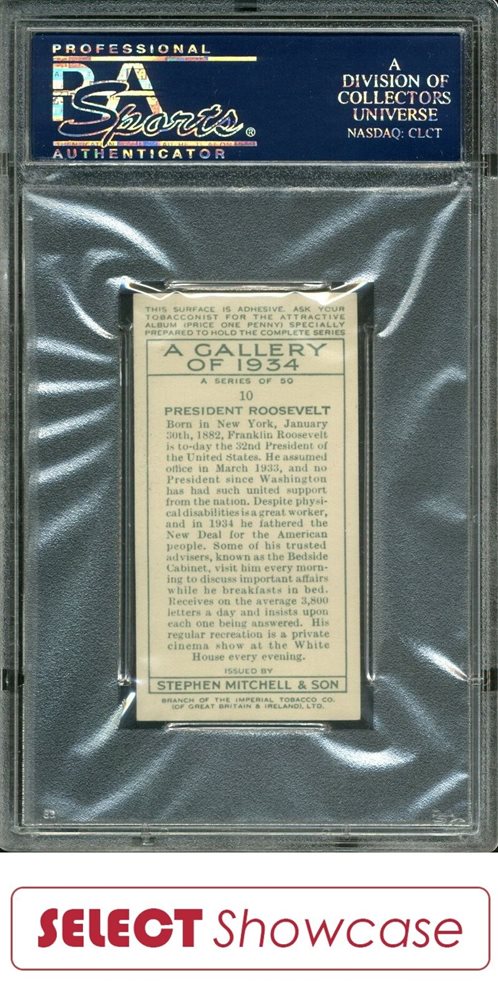 PROFESSIONAL
PSA
Sports®
AUTHENTICATOR
A
DIVISION OF
COLLECTORS
UNIVERSE
NASDAQ: CLCT
THIS SURFACE IS ADHESIVE. ASK YOUR
TOBACCONIST FOR THE ATTRACTIVE
ALBUM (PRICE ONE PENNY) SPECIALLY
PREPARED TO HOLD THE COMPLETE SERIES
A GALLERY
OF 1934
A SERIES OF 50
10
PRESIDENT ROOSEVELT
Born in New York, January
30th, 1882, Franklin Roosevelt
is to-day the 32nd President of
the United States. He assumed
office in March 1933, and no
President since Washington
has had such united support
from the nation. Despite physi-
cal disabilities is a great worker,
and in 1934 he fathered the
New Deal for the American
people. Some of his trusted
advisers, known as the Bedside
Cabinet, visit him every morn-
ing to discuss important affairs
while he breakfasts in bed.
Receives on the average 3,800
letters a day and insists upon
each one being answered. His
regular recreation is a private
cinema show at the White
House every evening.
ISSUED BY
STEPHEN MITCHELL & SON
BRANCH OF THE IMPERIAL TOBACCO CO.
(OF GREAT BRITAIN & IRELAND), LTD.
SELECT Showcase